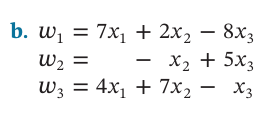 b. w₁ = 7x₁ + 2x₂ − 8x₃
w₂ = − x₂ + 5x₃
w₃ = 4x₁ + 7x₂ − x₃